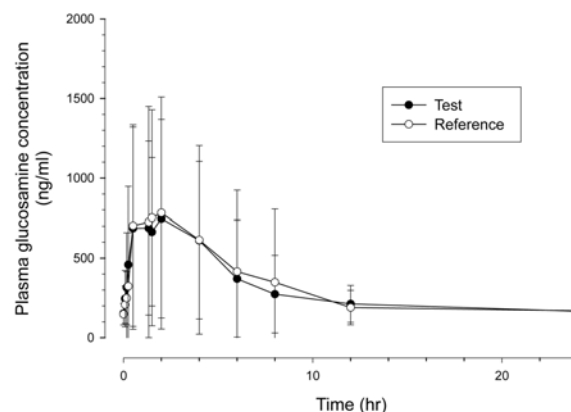 2000
1500
1000
500
0
Plasma glucosamine concentration
(ng/ml)
Test
Reference
0
10
20
Time (hr)